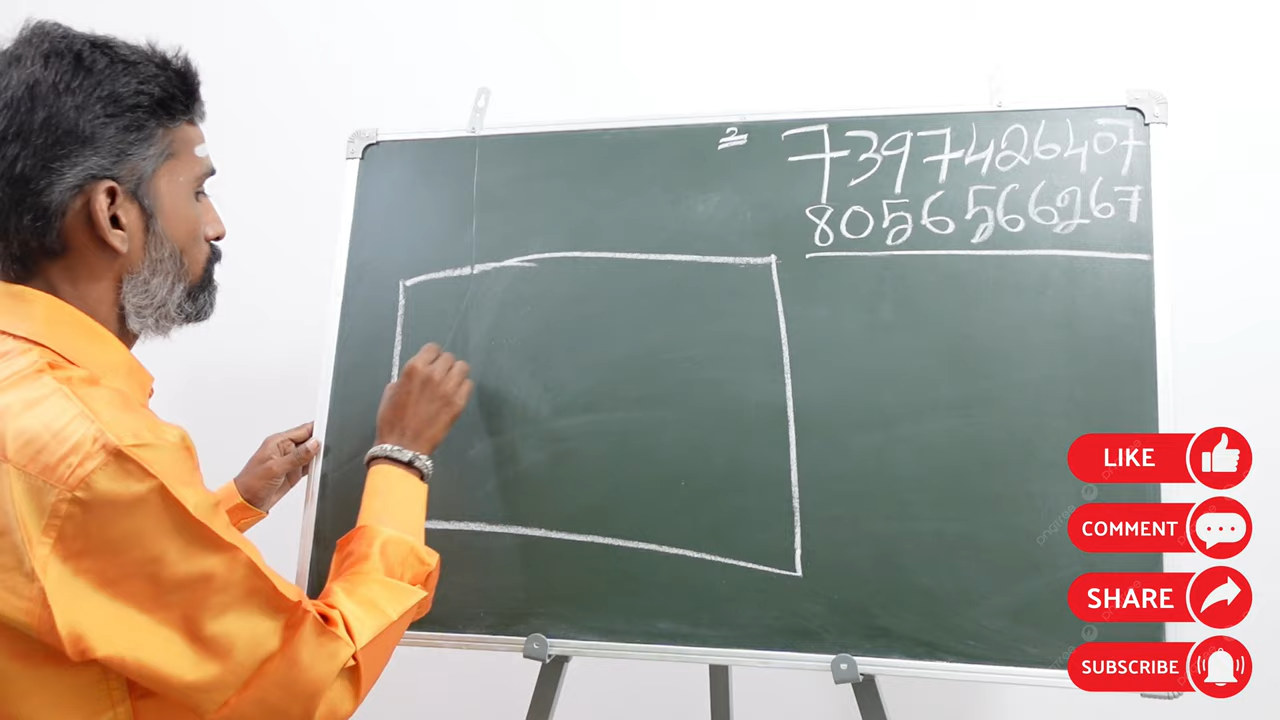 = 7397426407
8056566267
LIKE
COMMENT
SHARE
SUBSCRIBE